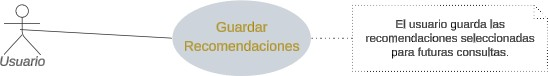 Usuario
Guardar
Recomendaciones
El usuario guarda las
recomendaciones seleccionadas
para futuras consultas.